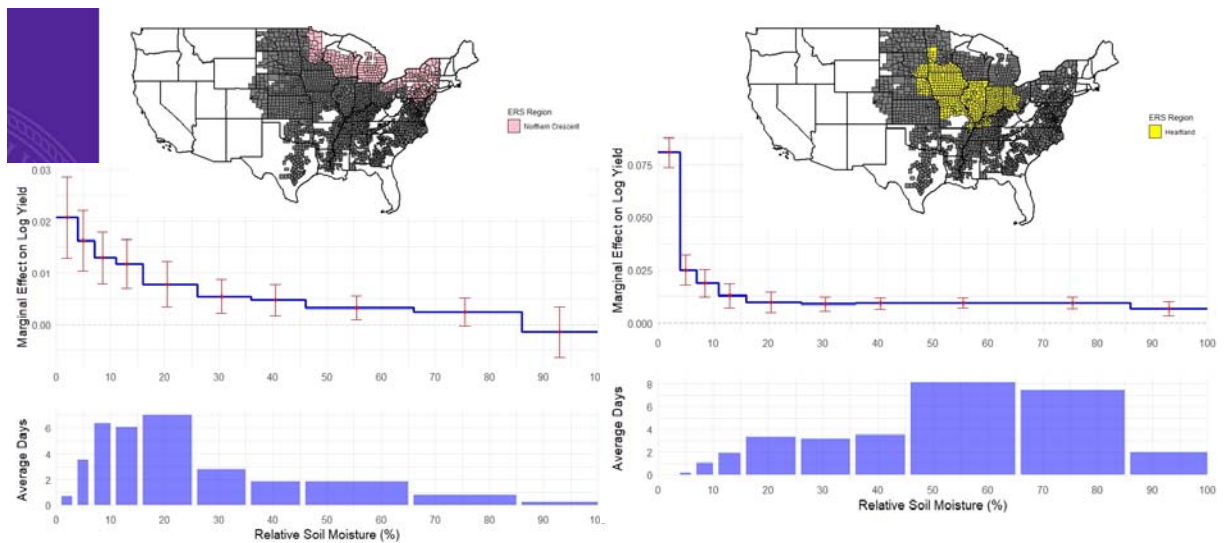 ERS Region
Northern Crescent
Marginal Effect on Log Yield
0.03
0.02
0.01
0.00
0 10 20 30 40 50 60 70 80 90 100
Average Days
6
4
2
0
0 10 20 30 40 50 60 70 80 90 10
Relative Soil Moisture (%)
ERS Region
Heartland
Marginal Effect on Log Yield
0.075
0.050
0.025
0.000
0 10 20 30 40 50 60 70 80 90 100
Average Days
8
6
4
2
0
0 10 20 30 40 50 60 70 80 90 100
Relative Soil Moisture (%)